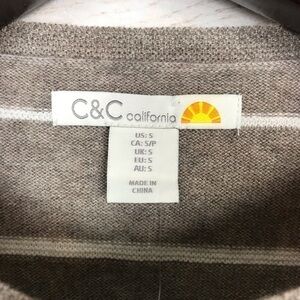 C&C california
US: S
CA: S/P
UK: S
EU: S
AU: S
MADE IN
CHINA